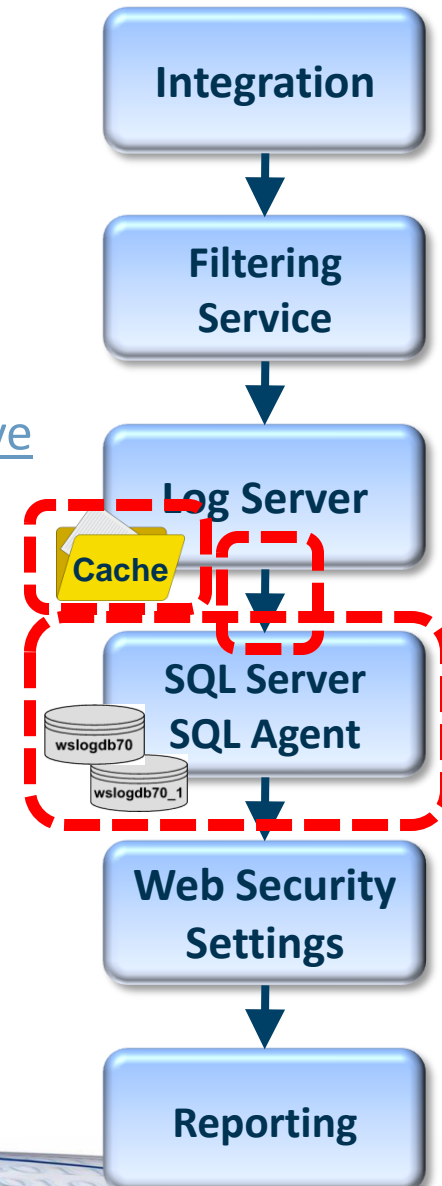 Integration
Filtering
Service
ve
Log Server
Cache
SQL Server
SQL Agent
wslogdb70
wslogdb70_1
Web Security
Settings
Reporting